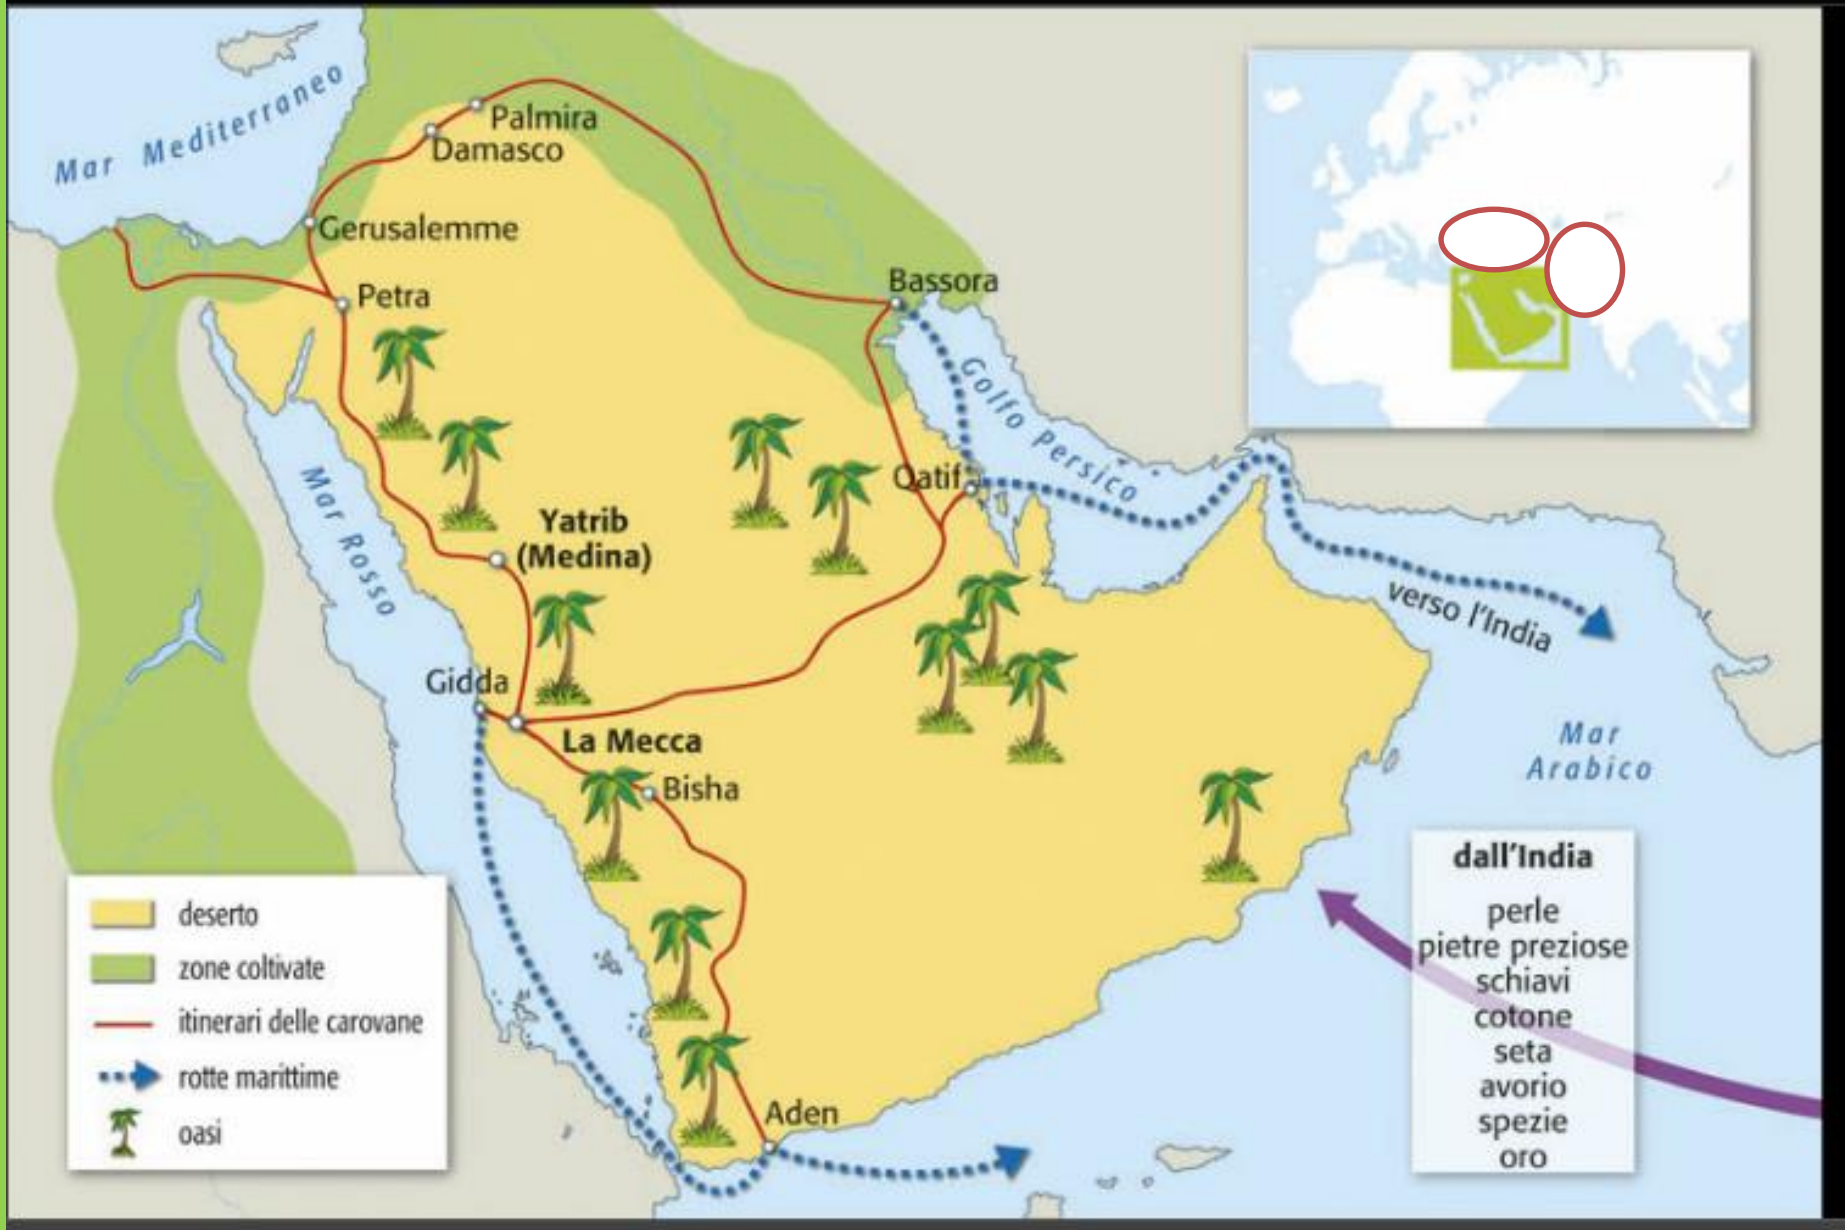 Mar Mediterraneo
Palmira
Damasco
Gerusalemme
Petra
Bassora
Golfo Persico
Qatif
Mar Rosso
Yatrib
(Medina)
verso l'India
Gidda
La Mecca
Bisha
Mar
Arabico
Aden
dall'India
perle
pietre preziose
schiavi
cotone
seta
avorio
spezie
oro
deserto
zone coltivate
itinerari delle carovane
rotte marittime
oasi